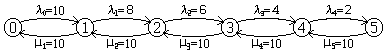 λ₀=10 λ₁=8 λ₂=6 λ₃=4 λ₄=2
0 1 2 3 4 5
μ₁=10 μ₂=10 μ₃=10 μ₄=10 μ₅=10